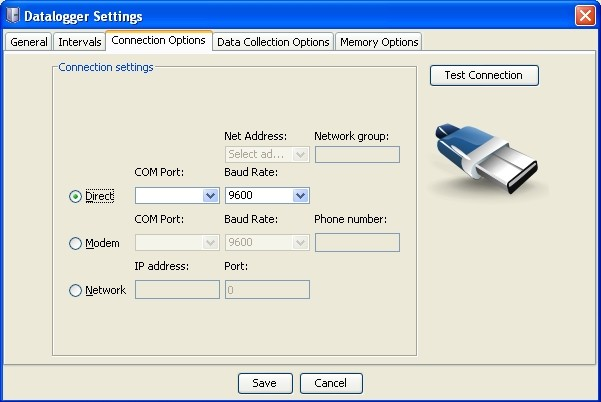 Datalogger Settings
General Intervals Connection Options Data Collection Options Memory Options
Connection settings
Test Connection
Net Address: Network group:
Select ad...
COM Port: Baud Rate:
Direct 9600
COM Port: Baud Rate: Phone number:
Modem 9600
IP address: Port:
Network 0
Save Cancel